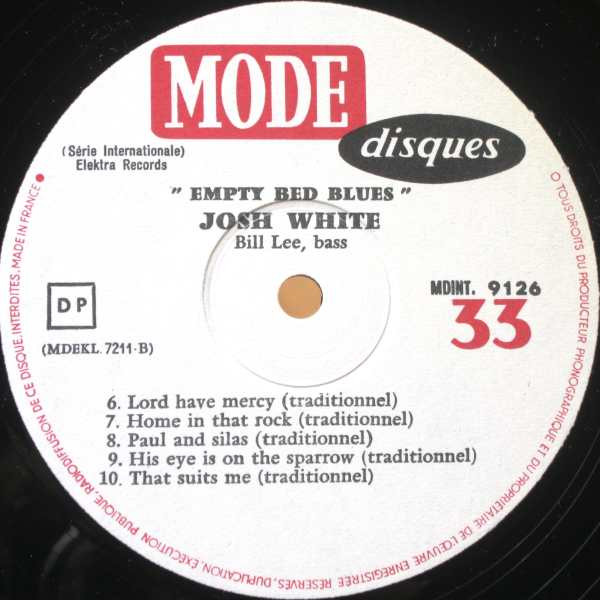 MODE
disques
(Série Internationale)
Elektra Records
" EMPTY BED BLUES "
JOSH WHITE
Bill Lee, bass
DP
(MDEKL. 7211-B)
MDINT. 9126
33
6. Lord have mercy (traditionnel)
7. Home in that rock (traditionnel)
8. Paul and silas (traditionnel)
9. His eye is on the sparrow (traditionnel)
10. That suits me (traditionnel)
O TOUS DROITS DU PRODUCTEUR PHONOGRAPHIQUE ET DU PROPRIETAIRE DE L'ŒUVRE ENREGISTRÉE RÉSERVÉS, DUPLICATION EXÉCUTION PUBLIQUE, RADIODIFFUSION DE CE DISQUE, INTERDITES. MADE IN FRANCE